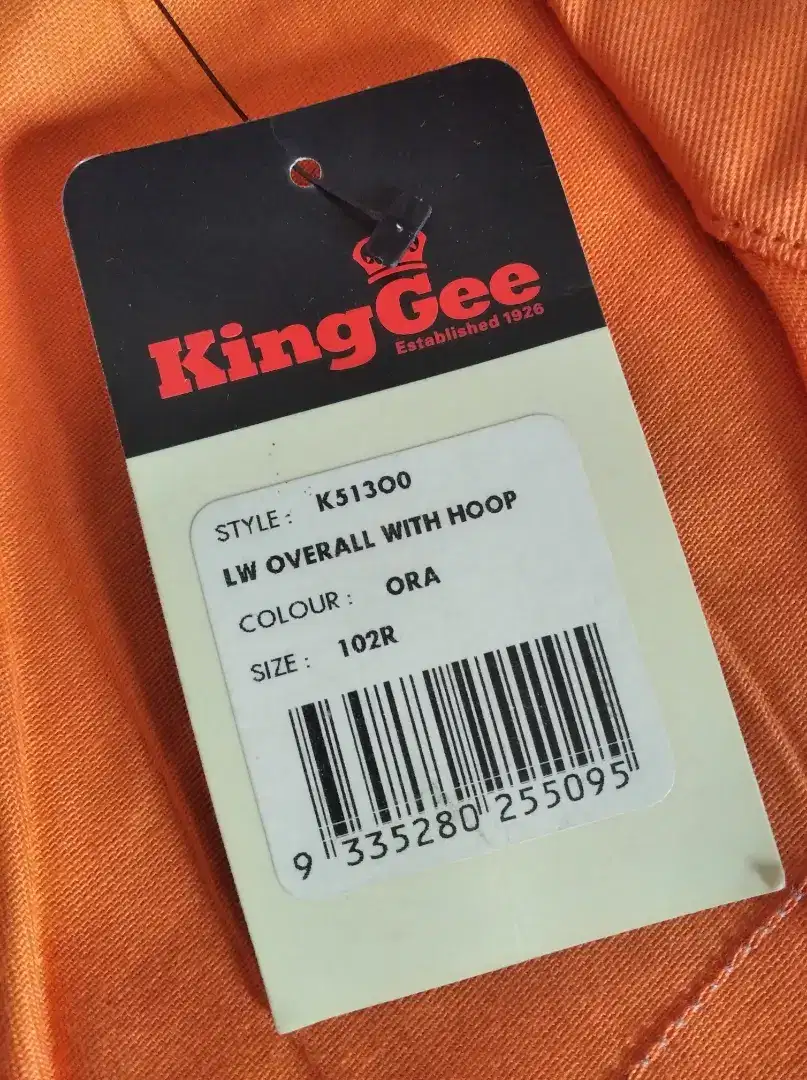 KingGee
Established 1926
STYLE : K51300
LW OVERALL WITH HOOP
COLOUR : ORA
SIZE : 102R
9 335280 255095